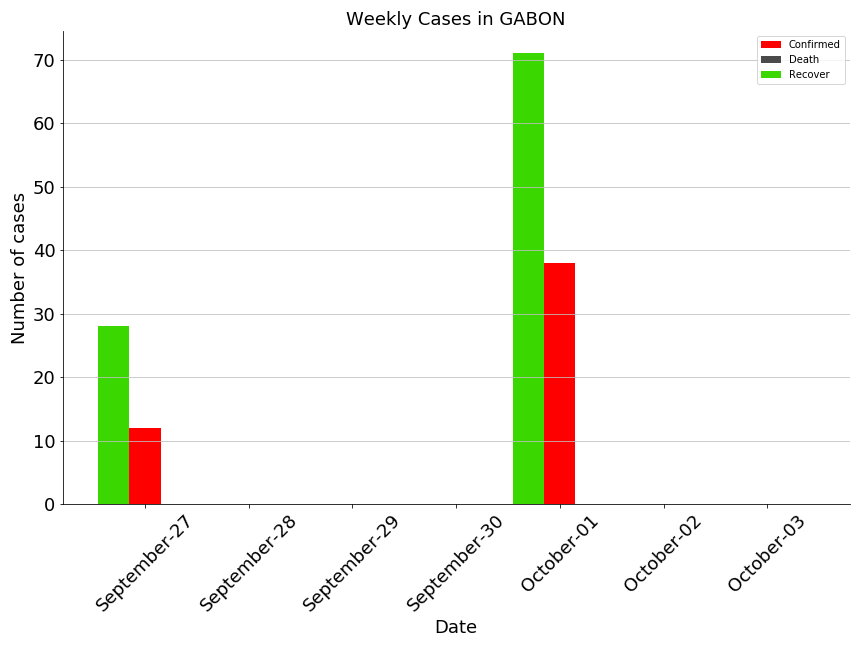 Weekly Cases in GABON
Confirmed
Death
Recover
Number of cases
70
60
50
40
30
20
10
0
September-27
September-28
September-29
September-30
October-01
October-02
October-03
Date